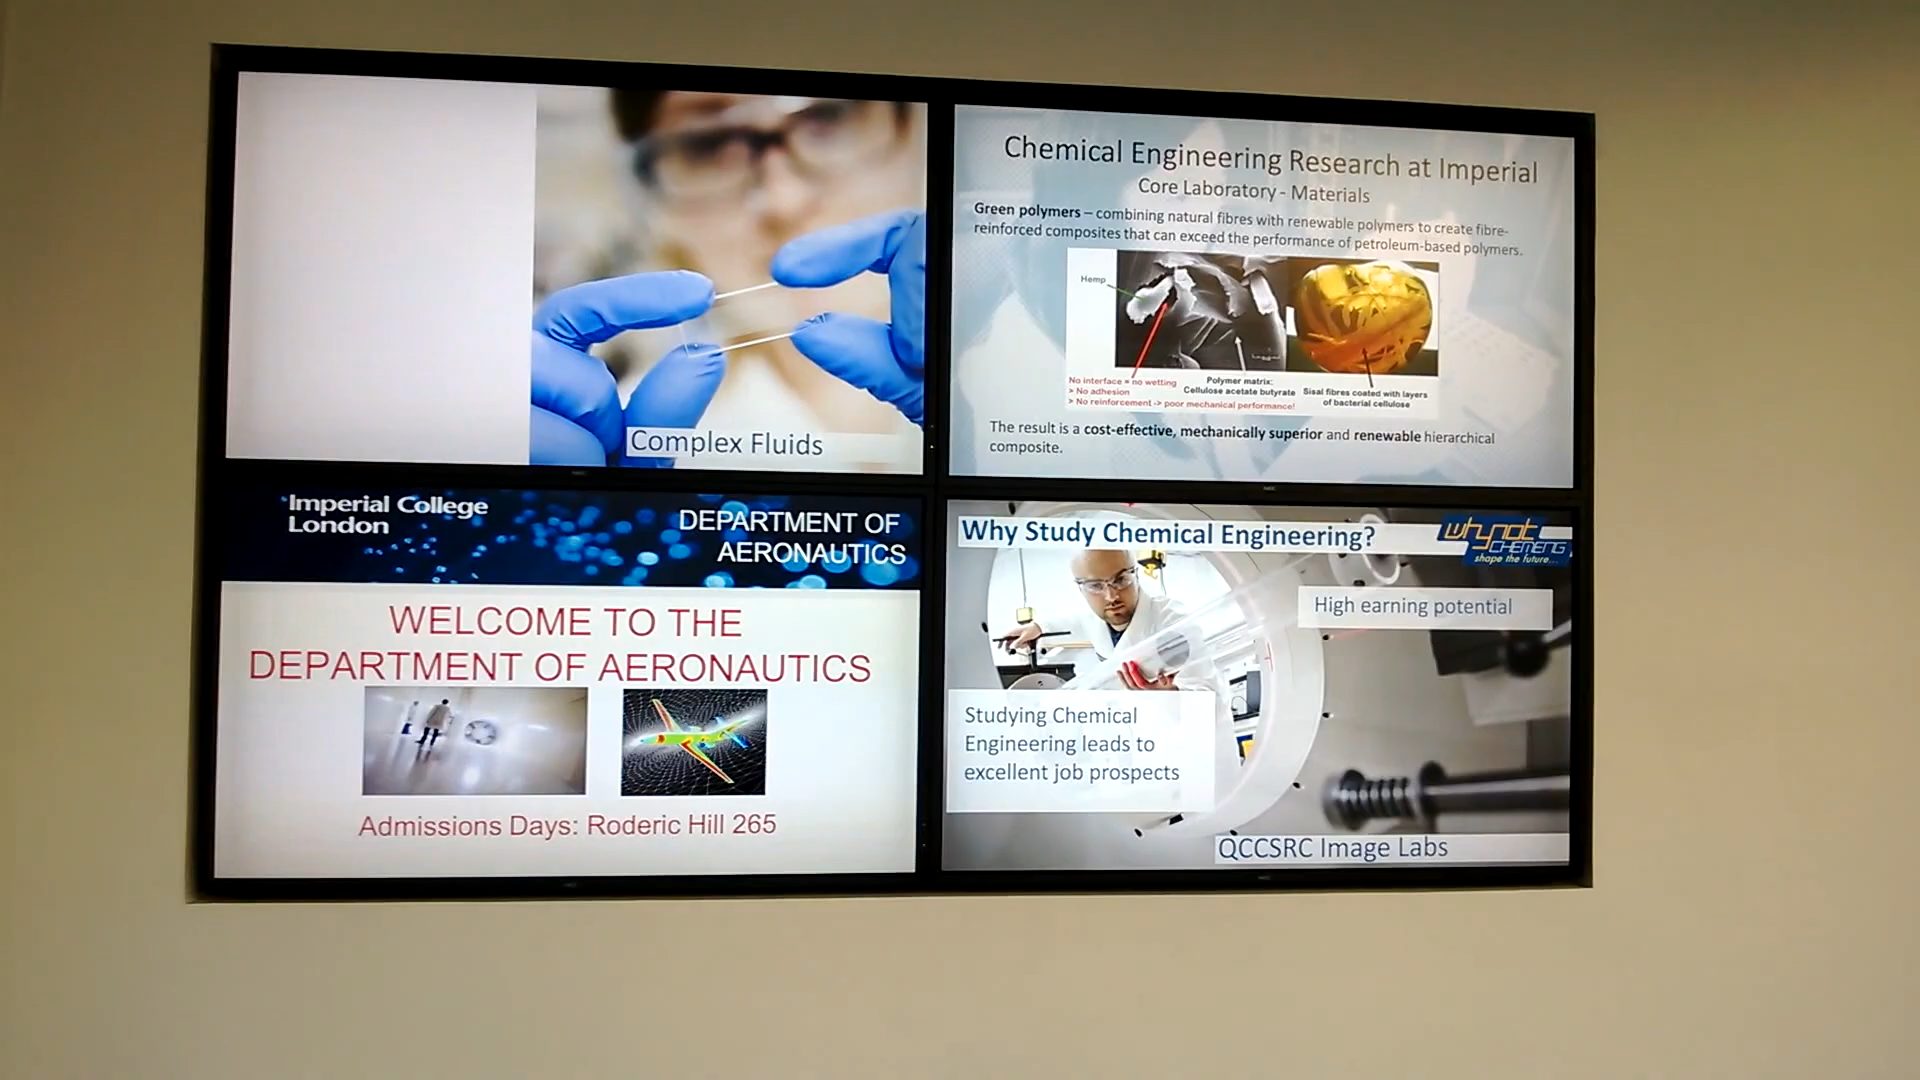 Complex Fluids
Chemical Engineering Research at Imperial
Core Laboratory - Materials
Green polymers – combining natural fibres with renewable polymers to create fibre-
reinforced composites that can exceed the performance of petroleum-based polymers.
Hemp
No interface = no wetting
> No adhesion
> No reinforcement -> poor mechanical performance!
Polymer matrix:
Cellulose acetate butyrate
Sisal fibres coated with layers
of bacterial cellulose
The result is a cost-effective, mechanically superior and renewable hierarchical
composite.
Imperial College
London
DEPARTMENT OF
AERONAUTICS
WELCOME TO THE
DEPARTMENT OF AERONAUTICS
Admissions Days: Roderic Hill 265
Why Study Chemical Engineering?
whynot
CHEMENG
shape the future...
High earning potential
Studying Chemical
Engineering leads to
excellent job prospects
QCCSRC Image Labs